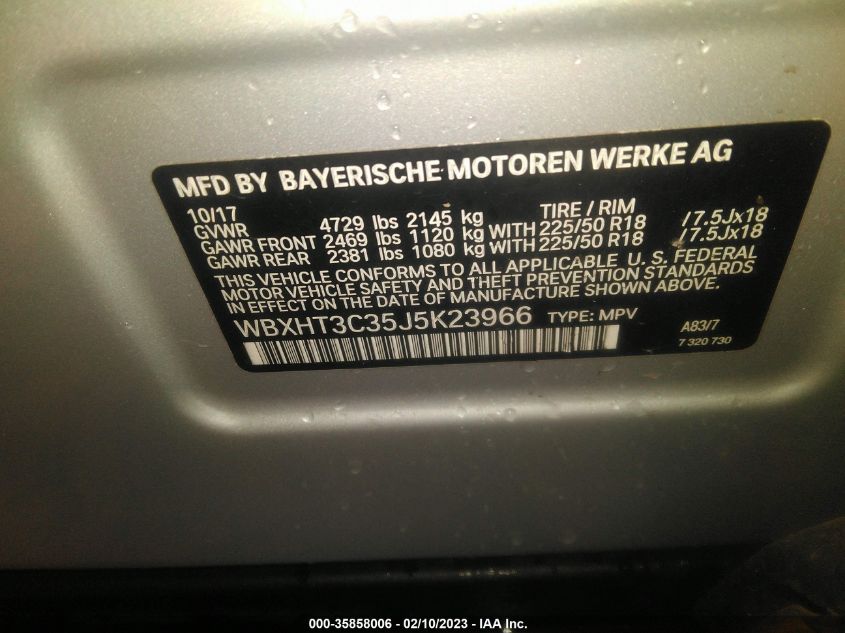 MFD BY BAYERISCHE MOTOREN WERKE AG
10/17 TIRE / RIM
GVWR 4729 lbs 2145 kg
GAWR FRONT 2469 lbs 1120 kg WITH 225/50 R18 / 7.5Jx18
GAWR REAR 2381 lbs 1080 kg WITH 225/50 R18 / 7.5Jx18
THIS VEHICLE CONFORMS TO ALL APPLICABLE U. S. FEDERAL
MOTOR VEHICLE SAFETY AND THEFT PREVENTION STANDARDS
IN EFFECT ON THE DATE OF MANUFACTURE SHOWN ABOVE.
WBXHT3C35J5K23966 TYPE: MPV
A83/7
7 320 730
000-35858006 - 02/10/2023 - IAA Inc.